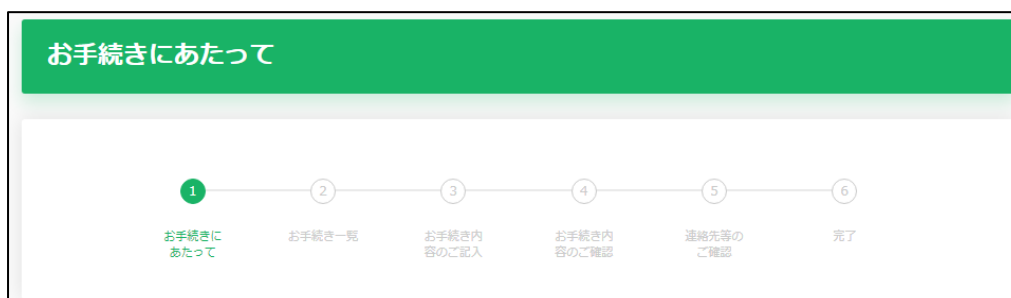 お手続きにあたって
1 2 3 4 5 6
お手続きに お手続き一覧 お手続き内 お手続き内 連絡先等の 完了
あたって 容のご記入 容のご確認 ご確認